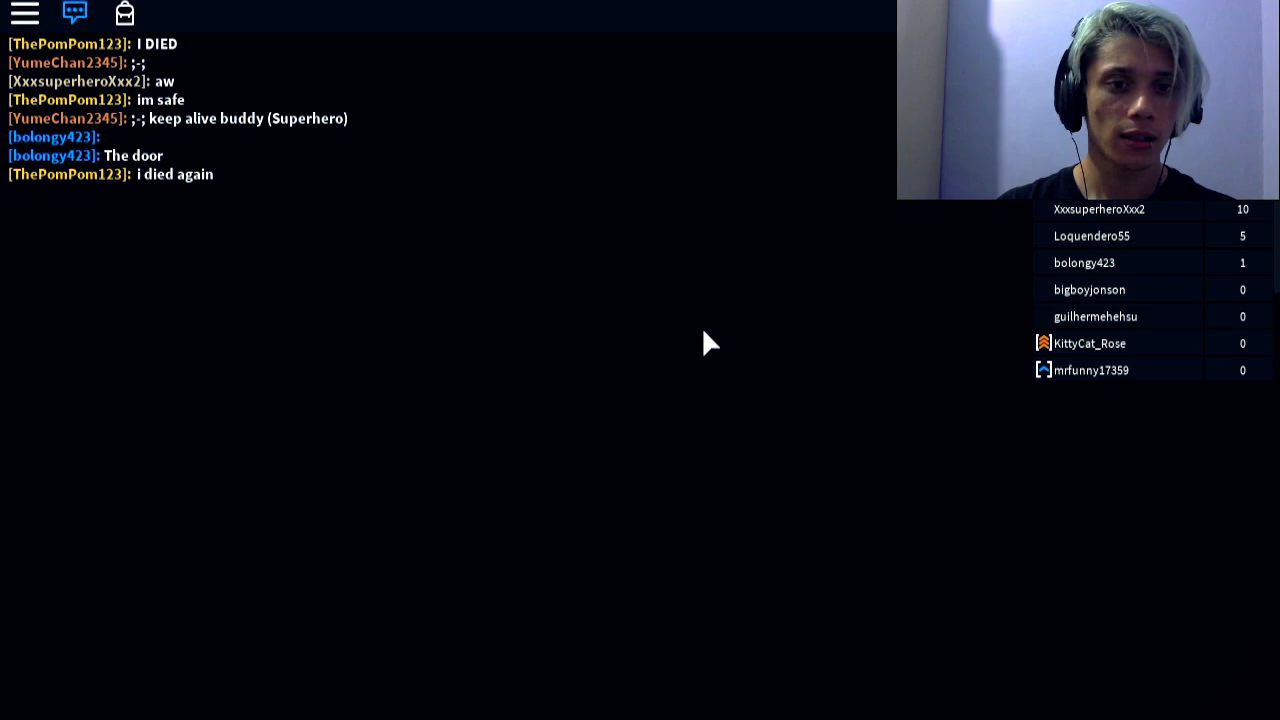 [ThePomPom123]: I DIED
[YumeChan2345]: ;-;
[XxxsuperheroXxx2]: aw
[ThePomPom123]: im safe
[YumeChan2345]: ;-; keep alive buddy (Superhero)
[bolongy423]:
[bolongy423]: The door
[ThePomPom123]: i died again
XxxsuperheroXxx2 10
Loquendero55 5
bolongy423 1
bigboyjonson 0
guilhermehehsu 0
KittyCat_Rose 0
mrfunny17359 0